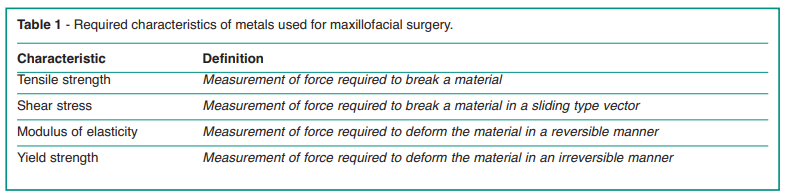 Table 1 - Required characteristics of metals used for maxillofacial surgery.
Characteristic Definition
Tensile strength Measurement of force required to break a material
Shear stress Measurement of force required to break a material in a sliding type vector
Modulus of elasticity Measurement of force required to deform the material in a reversible manner
Yield strength Measurement of force required to deform the material in an irreversible manner